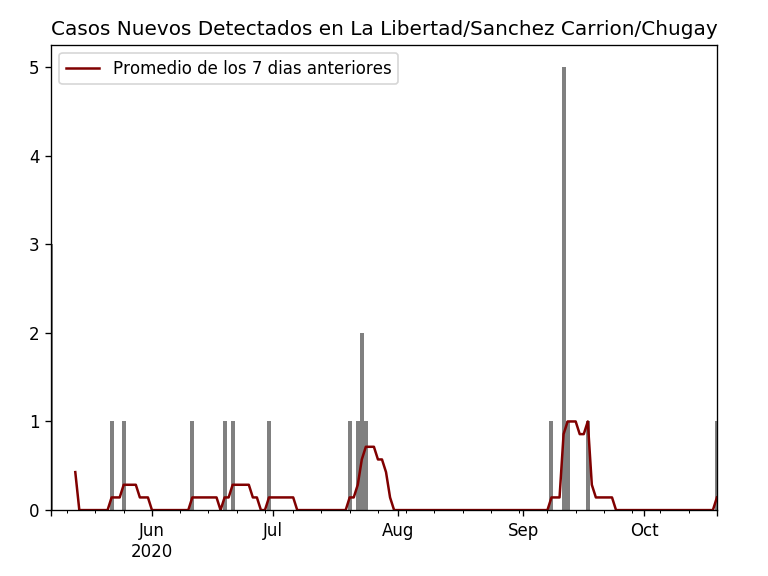 Casos Nuevos Detectados en La Libertad/Sanchez Carrion/Chugay
Promedio de los 7 dias anteriores
5
4
3
2
1
0
Jun Jul Aug Sep Oct
2020